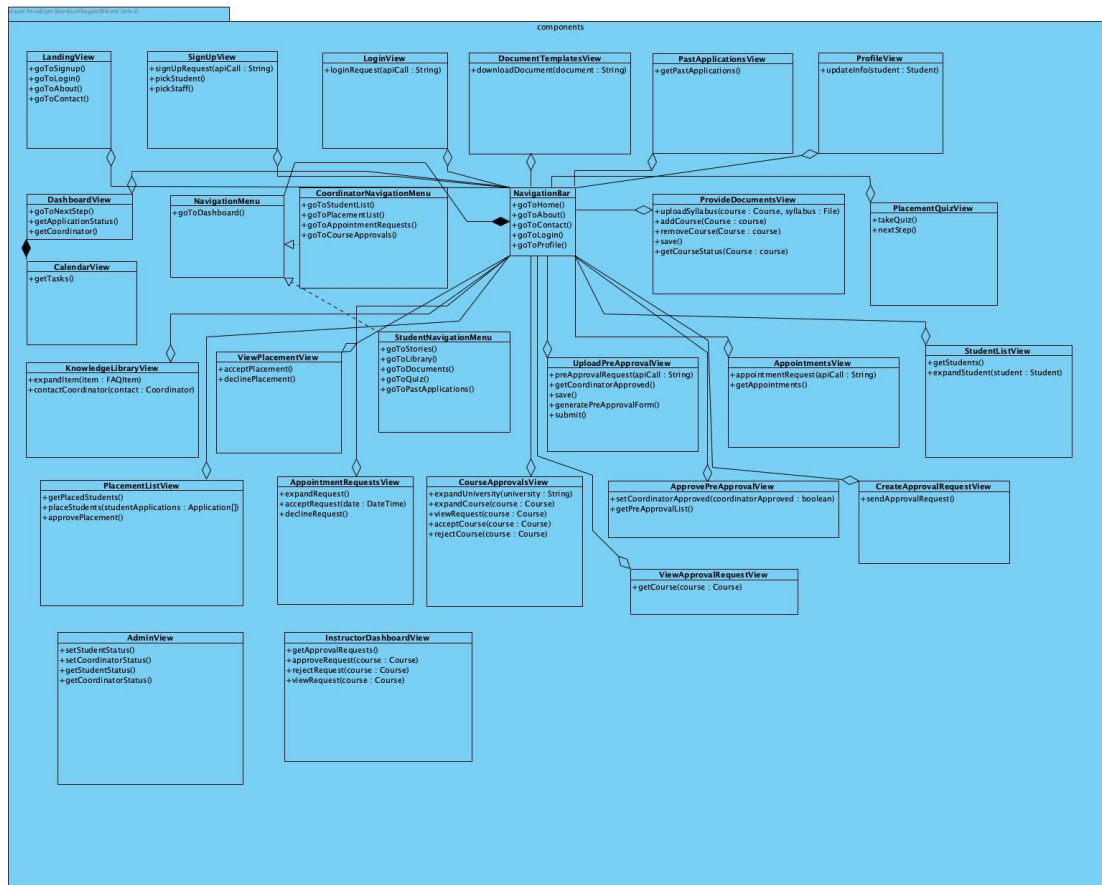 Visual Paradigm Standard(Bilkent Univ.)
components
LandingView
+goToSignup()
+goToLogin()
+goToAbout()
+goToContact()
SignUpView
+signUpRequest(apiCall : String)
+pickStudent()
+pickStaff()
LoginView
+loginRequest(apiCall : String)
DocumentTemplatesView
+downloadDocument(document : String)
PastApplicationsView
+getPastApplications()
ProfileView
+updateInfo(student : Student)
DashboardView
+goToNextStep()
+getApplicationStatus()
+getCoordinator()
NavigationMenu
+goToDashboard()
CoordinatorNavigationMenu
+goToStudentList()
+goToPlacementList()
+goToAppointmentRequests()
+goToCourseApprovals()
NavigationBar
+goToHome()
+goToAbout()
+goToContact()
+goToLogin()
+goToProfile()
ProvideDocumentsView
+uploadSyllabus(course : Course, syllabus : File)
+addCourse(Course : course)
+removeCourse(Course : course)
+save()
+getCourseStatus(Course : course)
PlacementQuizView
+takeQuiz()
+nextStep()
CalendarView
+getTasks()
KnowledgeLibraryView
+expandItem(item : FAQItem)
+contactCoordinator(contact : Coordinator)
ViewPlacementView
+acceptPlacement()
+declinePlacement()
StudentNavigationMenu
+goToStories()
+goToLibrary()
+goToDocuments()
+goToQuiz()
+goToPastApplications()
UploadPreApprovalView
+preApprovalRequest(apiCall : String)
+getCoordinatorApproved()
+save()
+generatePreApprovalForm()
+submit()
AppointmentsView
+appointmentRequest(apiCall : String)
+getAppointments()
StudentListView
+getStudents()
+expandStudent(student : Student)
PlacementListView
+getPlacedStudents()
+placeStudents(studentApplications : Application[])
+approvePlacement()
AppointmentRequestsView
+expandRequest()
+acceptRequest(date : DateTime)
+declineRequest()
CourseApprovalsView
+expandUniversity(university : String)
+expandCourse(course : Course)
+viewRequest(course : Course)
+acceptCourse(course : Course)
+rejectCourse(course : Course)
ApprovePreApprovalView
+setCoordinatorApproved(coordinatorApproved : boolean)
+getPreApprovalList()
CreateApprovalRequestView
+sendApprovalRequest()
ViewApprovalRequestView
+getCourse(course : Course)
AdminView
+setStudentStatus()
+setCoordinatorStatus()
+getStudentStatus()
+getCoordinatorStatus()
InstructorDashboardView
+getApprovalRequests()
+approveRequest(course : Course)
+rejectRequest(course : Course)
+viewRequest(course : Course)